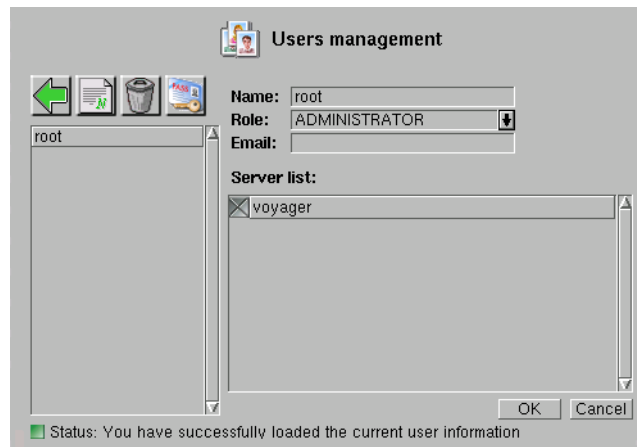 Users management
PASS
N
Name: root
Role: ADMINISTRATOR
Email:
root
Server list:
voyager
OK Cancel
Status: You have successfully loaded the current user information